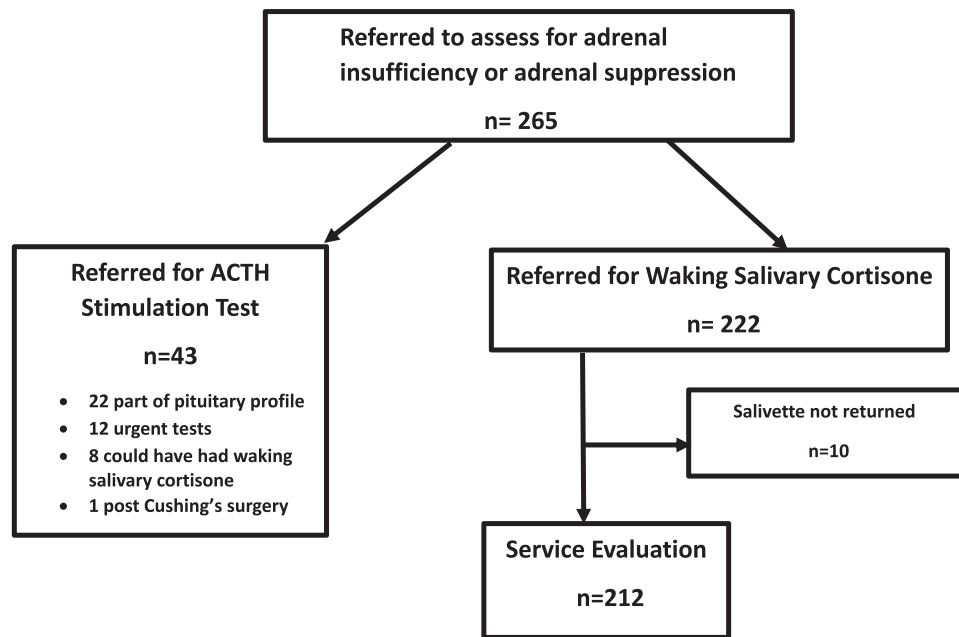 Referred to assess for adrenal
insufficiency or adrenal suppression
n= 265
Referred for ACTH
Stimulation Test
n=43
• 22 part of pituitary profile
• 12 urgent tests
• 8 could have had waking
salivary cortisone
• 1 post Cushing’s surgery
Referred for Waking Salivary Cortisone
n= 222
Salivette not returned
n=10
Service Evaluation
n=212